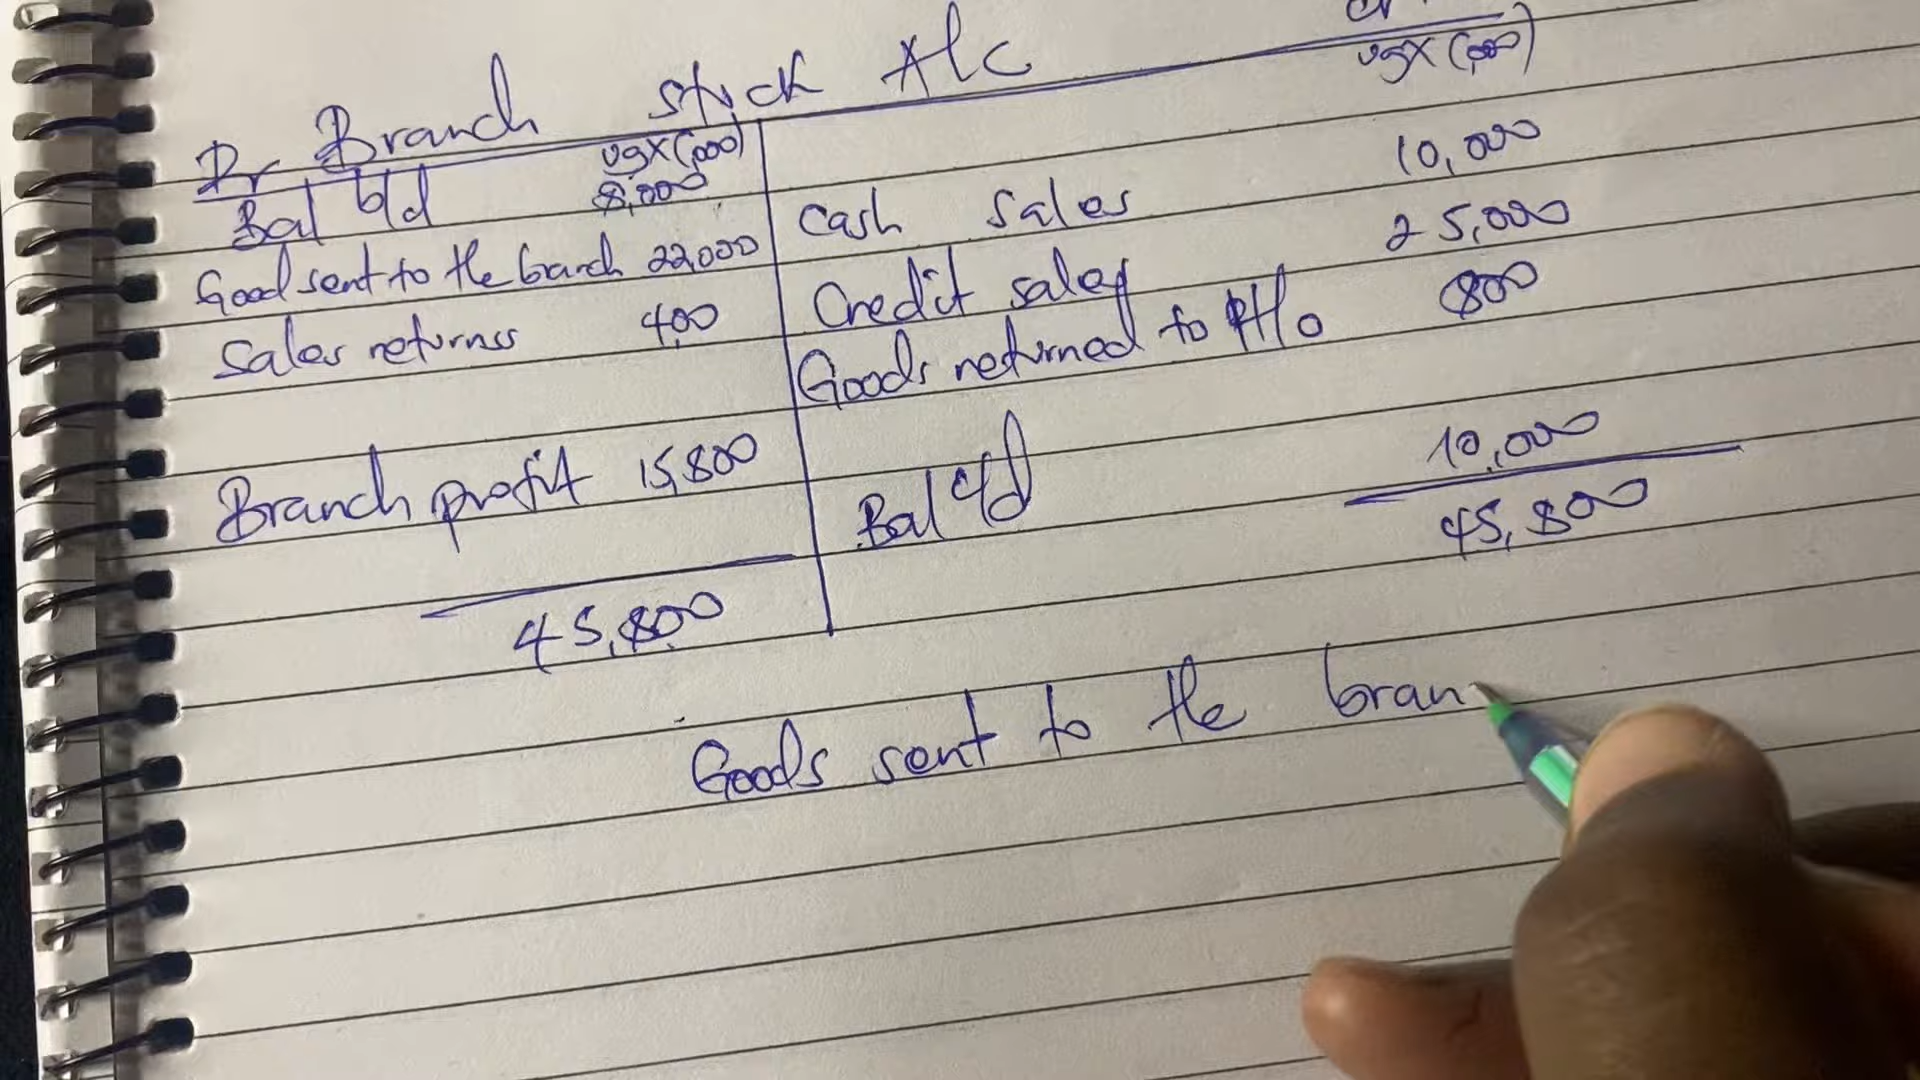 Dr Branch stock A/c Cr
ugx (,000) ugx (,000)
Bal b/d 8,000 Cash sales 10,000
Good sent to the branch 22,000 Credit sales 25,000
Sales returns 400 Goods returned to H/o 800
Branch profit 15,800 Bal c/d 10,000
45,800 45,800
Goods sent to the bran